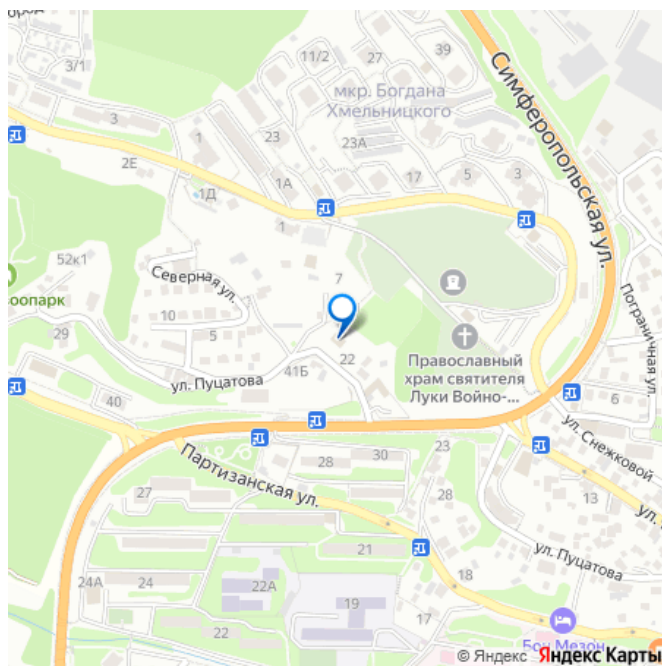 ород
3/1
3
2Е
11/2
27
39
мкр. Богдана
Хмельницкого
23А
1
1Д
1А
17
5
3
Симферопольская ул.
1
7
52к1
Северная ул.
зоопарк
29
10
5
ул. Пуцатова
41Б
22
Православный
храм святителя
Луки Войно-...
Пограничная ул.
6
ул. Снежковой
40
Партизанская ул.
28
30
23
28
27
13
ул.
ул. Пуцатова
21
18
24А
24
22А
19
17
22
Бон Мезон
© Яндекс Яндекс Карты